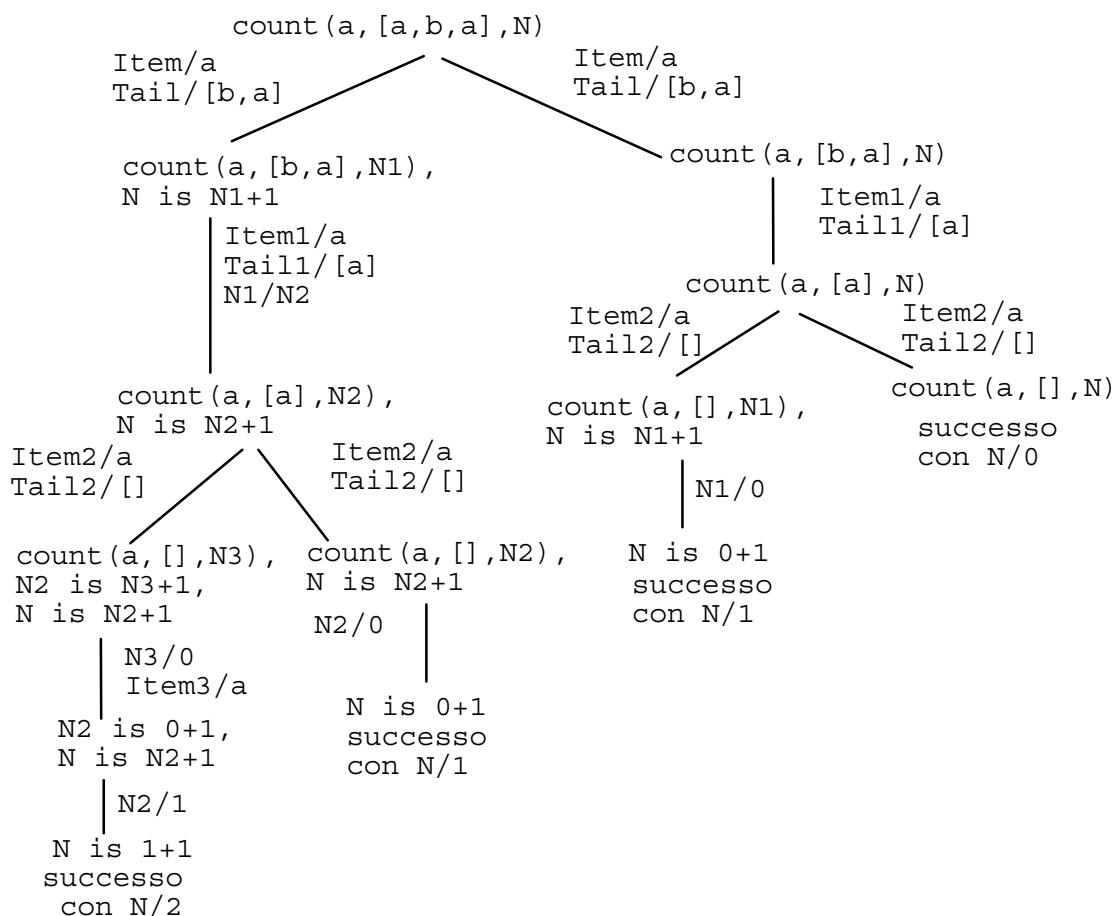 count(a,[a,b,a],N)
Item/a
Tail/[b,a]
Item/a
Tail/[b,a]
count(a,[b,a],N1),
N is N1+1
count(a,[b,a],N)
Item1/a
Tail1/[a]
N1/N2
Item1/a
Tail1/[a]
count(a,[a],N)
Item2/a
Tail2/[]
Item2/a
Tail2/[]
count(a,[a],N2),
N is N2+1
count(a,[],N1),
N is N1+1
count(a,[],N)
successo
con N/0
Item2/a
Tail2/[]
Item2/a
Tail2/[]
N1/0
count(a,[],N3),
N2 is N3+1,
N is N2+1
count(a,[],N2),
N is N2+1
N is 0+1
successo
con N/1
N2/0
N3/0
Item3/a
N2 is 0+1,
N is N2+1
N is 0+1
successo
con N/1
N2/1
N is 1+1
successo
con N/2